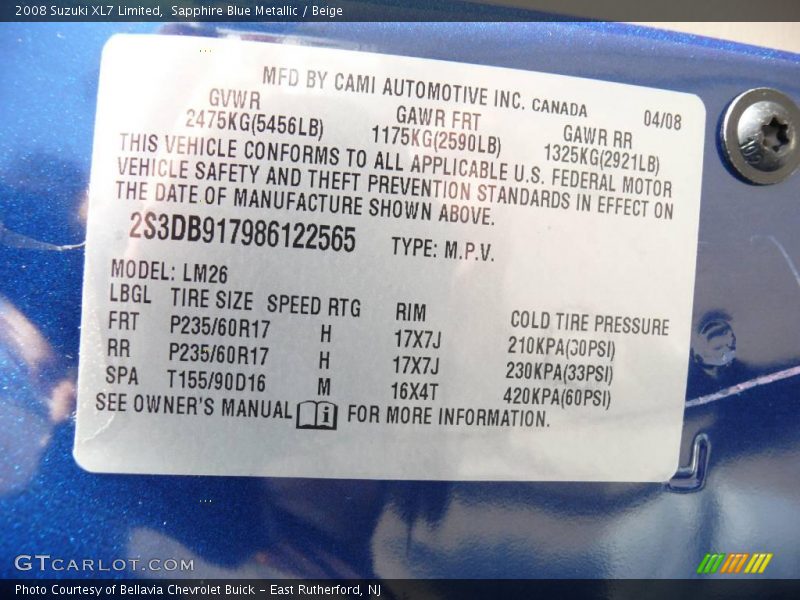 2008 Suzuki XL7 Limited,  Sapphire Blue Metallic / Beige
MFD BY CAMI AUTOMOTIVE INC. CANADA 04/08
GVWR GAWR FRT GAWR RR
2475KG(5456LB) 1175KG(2590LB) 1325KG(2921LB)
THIS VEHICLE CONFORMS TO ALL APPLICABLE U.S. FEDERAL MOTOR
VEHICLE SAFETY AND THEFT PREVENTION STANDARDS IN EFFECT ON
THE DATE OF MANUFACTURE SHOWN ABOVE.
2S3DB917986122565 TYPE: M.P.V.
MODEL: LM26
LBGL TIRE SIZE SPEED RTG RIM COLD TIRE PRESSURE
FRT P235/60R17 H 17X7J 210KPA(30PSI)
RR P235/60R17 H 17X7J 230KPA(33PSI)
SPA T155/90D16 M 16X4T 420KPA(60PSI)
SEE OWNER'S MANUAL i FOR MORE INFORMATION.
GTCARLOT.COM
Photo Courtesy of Bellavia Chevrolet Buick - East Rutherford, NJ